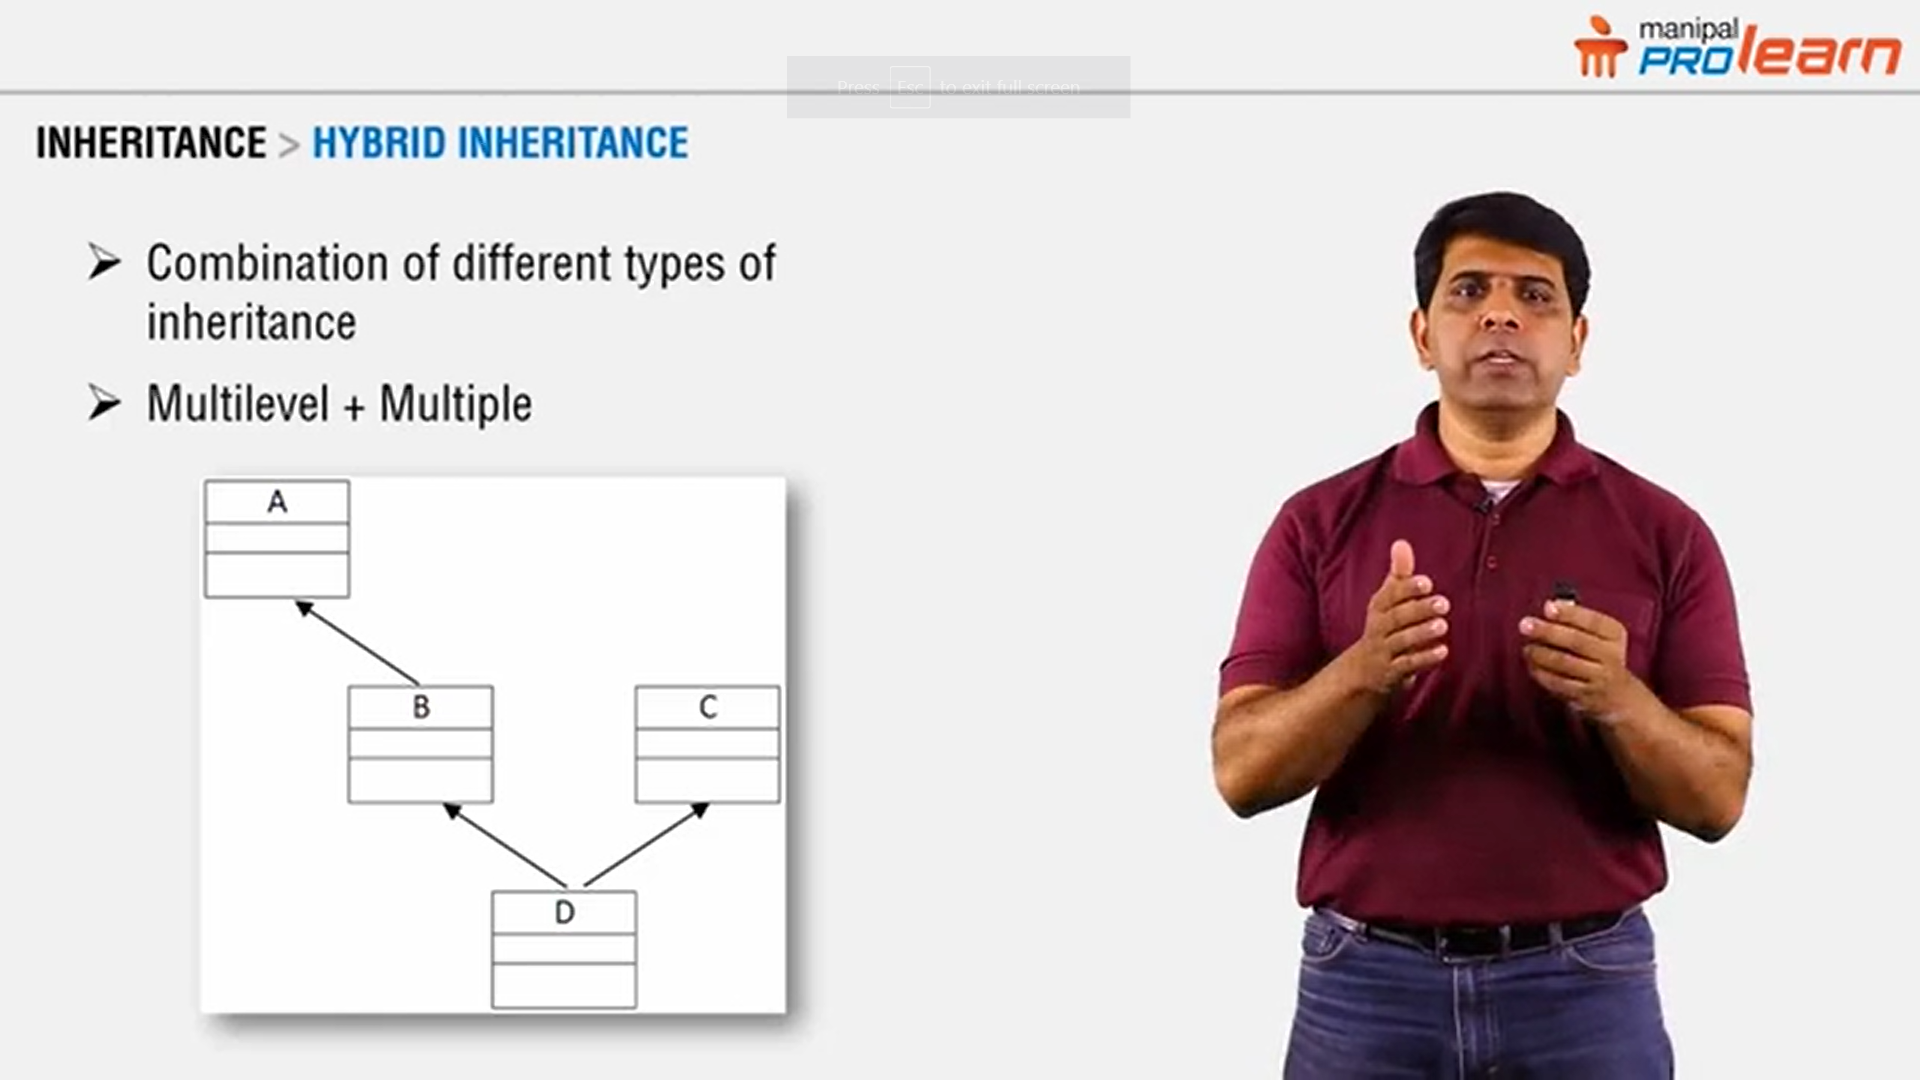 manipal
PROlearn
Press Esc to exit full screen
INHERITANCE > HYBRID INHERITANCE
Combination of different types of
inheritance
Multilevel + Multiple
A
B
C
D